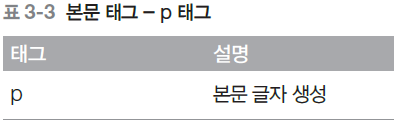 표 3-3 본문 태그 – p 태그
태그 설명
p 본문 글자 생성